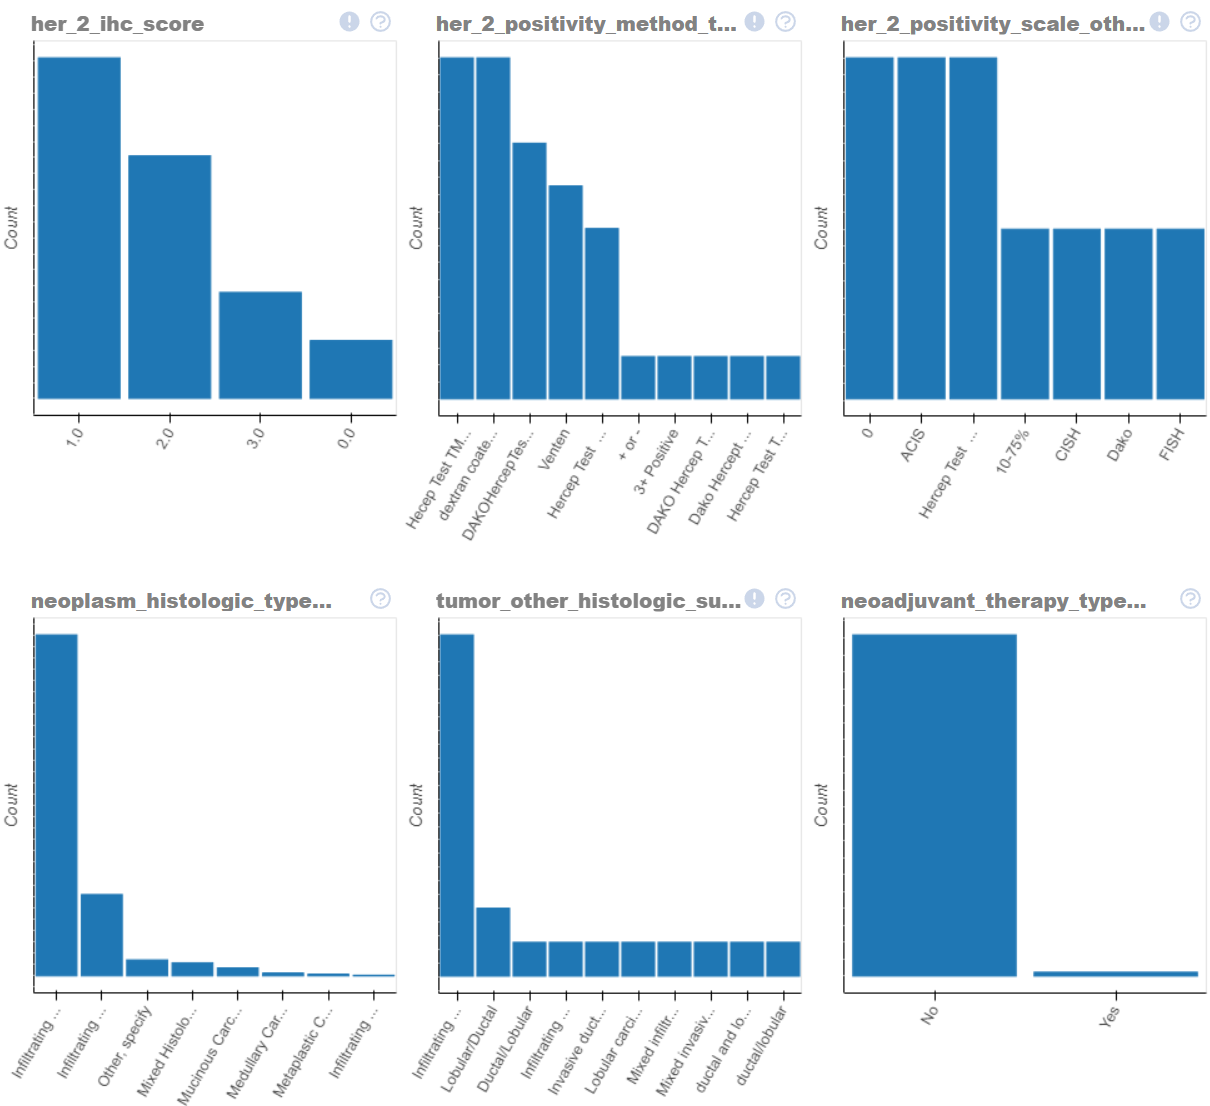 her_2_ihc_score ! ?
Count
1.0
2.0
3.0
0.0
her_2_positivity_method_t... ! ?
Count
Hecep Test TM...
dextran coate...
DAKOHercepTes...
Venten
Hercep Test ...
+ or -
3+ Positive
DAKO Hercep T...
Dako Hercept ...
Hercep Test T...
her_2_positivity_scale_oth... ! ?
Count
0
ACIS
Hercep Test ...
10-75%
CISH
Dako
FISH
neoplasm_histologic_type... ?
Count
Infiltrating ...
Infiltrating ...
Other, specify
Mixed Histolo...
Mucinous Carc...
Medullary Car...
Metaplastic C...
Infiltrating ...
tumor_other_histologic_su... ! ?
Count
Infiltrating ...
Lobular/Ductal
Ductal/Lobular
Infiltrating ...
Invasive duct...
Lobular carci...
Mixed infiltr...
Mixed invasiv...
ductal and lo...
ductal/lobular
neoadjuvant_therapy_type... ?
Count
No
Yes